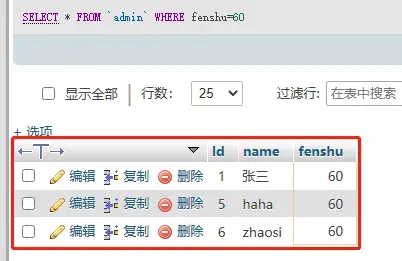 SELECT * FROM `admin` WHERE fenshu=60
显示全部 行数: 25 过滤行: 在表中搜索
+ 选项
←T→ Id name fenshu
编辑 复制 删除 1 张三 60
编辑 复制 删除 5 haha 60
编辑 复制 删除 6 zhaosi 60